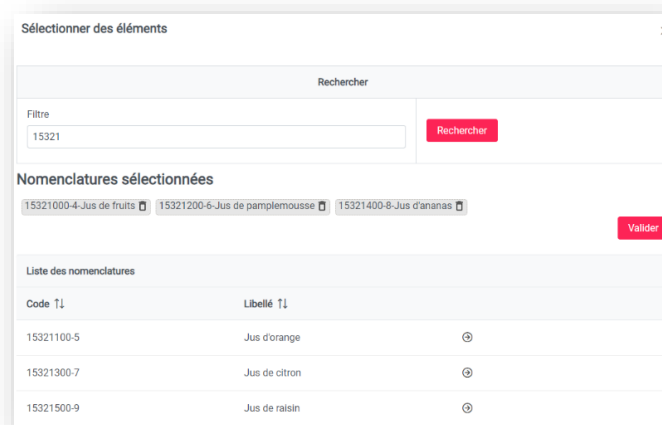 Sélectionner des éléments
Rechercher
Filtre
15321
Rechercher
Nomenclatures sélectionnées
15321000-4-Jus de fruits 15321200-6-Jus de pamplemousse 15321400-8-Jus d'ananas
Valider
Liste des nomenclatures
Code Libellé
15321100-5 Jus d'orange
15321300-7 Jus de citron
15321500-9 Jus de raisin